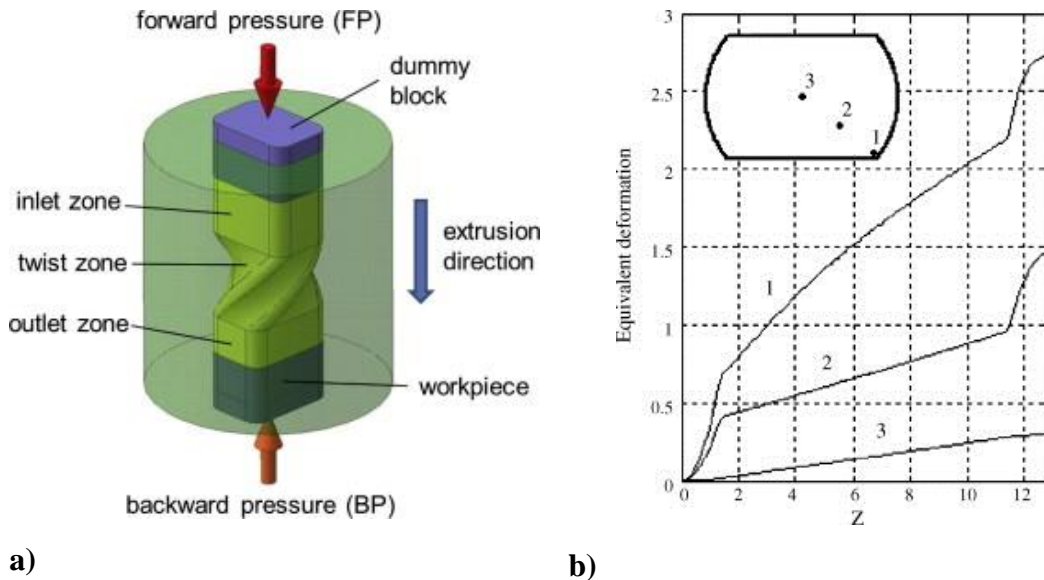 forward pressure (FP)
dummy
block
inlet zone
twist zone
outlet zone
extrusion
direction
workpiece
backward pressure (BP)
a)
3
2.5
2
1.5
1
0.5
0
Equivalent deformation
3
2
1
1
2
3
0 2 4 6 8 10 12
Z
b)